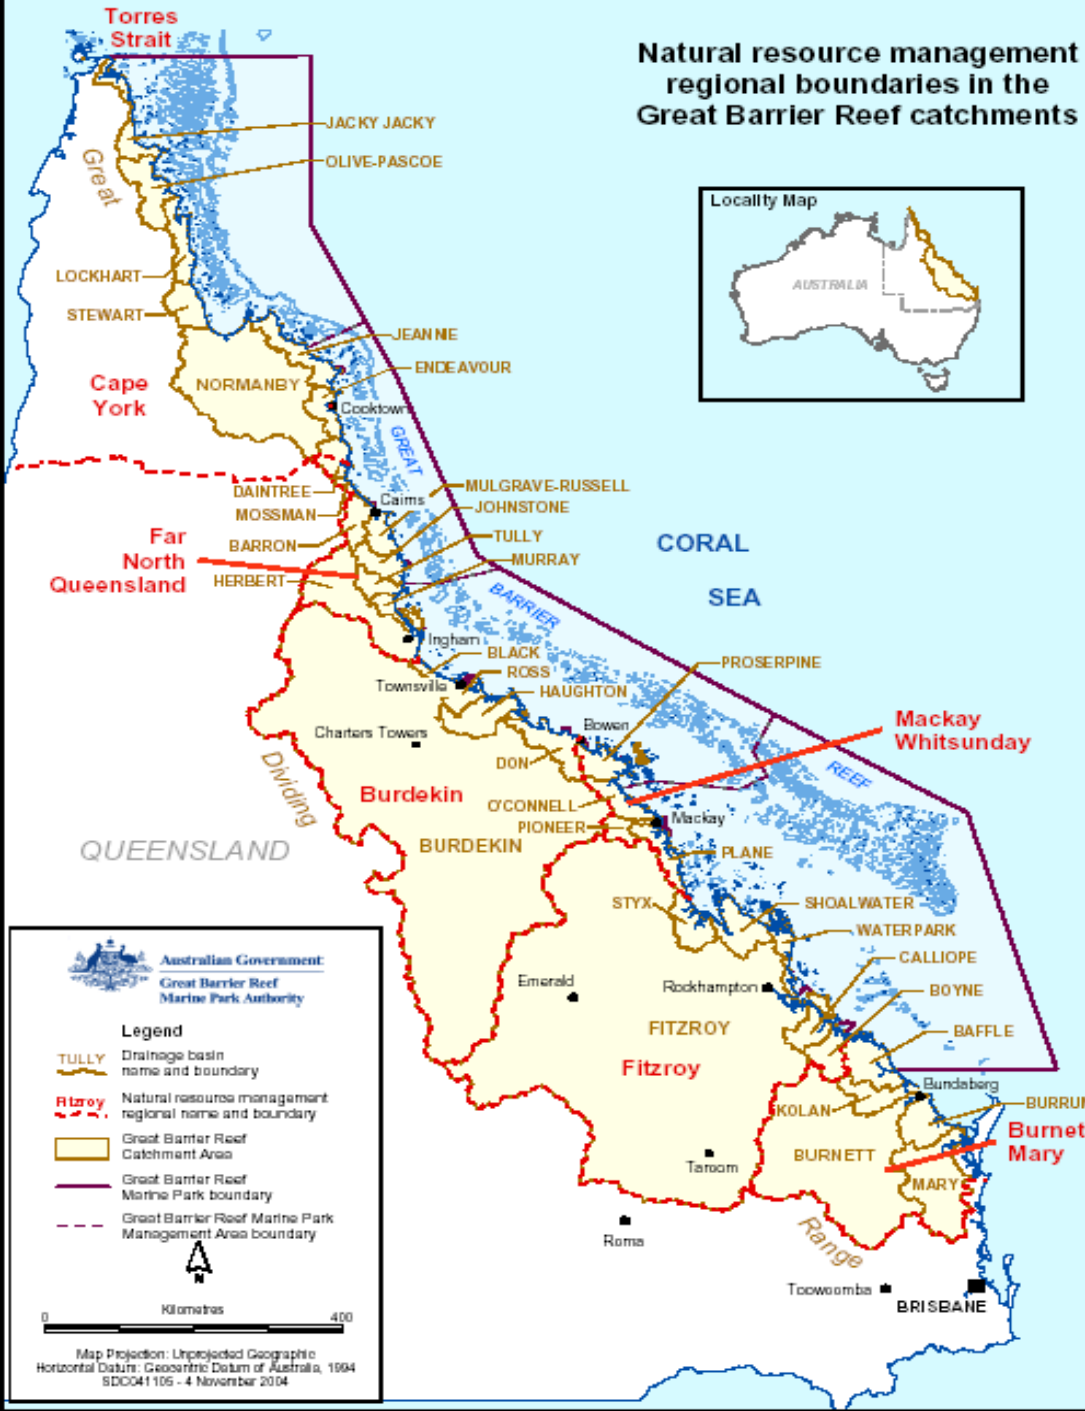 Torres
Strait
Natural resource management
regional boundaries in the
Great Barrier Reef catchments
JACKY JACKY
OLIVE-PASCOE
Great
Locality Map
AUSTRALIA
LOCKHART
STEWART
JEANNIE
ENDEAVOUR
Cape
York
NORMANBY
Cooktown
GREAT
DAINTREE
MOSSMAN
Cairns
MULGRAVE-RUSSELL
JOHNSTONE
BARRON
TULLY
Far
North
Queensland
MURRAY
HERBERT
CORAL
SEA
BARRIER
Ingham
BLACK
ROSS
PROSERPINE
Townsville
HAUGHTON
Charters Towers
Bowen
Mackay
Whitsunday
DON
REEF
Dividing
Burdekin
O'CONNELL
PIONEER
Mackay
QUEENSLAND
BURDEKIN
PLANE
STYX
SHOALWATER
WATERPARK
CALLIOPE
Emerald
Rockhampton
BOYNE
FITZROY
BAFFLE
Fitzroy
Bundaberg
KOLAN
BURRUM
Burnet
Mary
BURNETT
MARY
Taroom
Roma
Range
Toowoomba
BRISBANE
Australian Government
Great Barrier Reef
Marine Park Authority
Legend
TULLY Drainage basin
name and boundary
Fitzroy Natural resource management
regional name and boundary
Great Barrier Reef
Catchment Area
Great Barrier Reef
Marine Park boundary
Great Barrier Reef Marine Park
Management Area boundary
N
Kilometres
0 400
Map Projection: Unprojected Geographic
Horizontal Datum: Geocentric Datum of Australia, 1994
SDC041105 - 4 November 2004